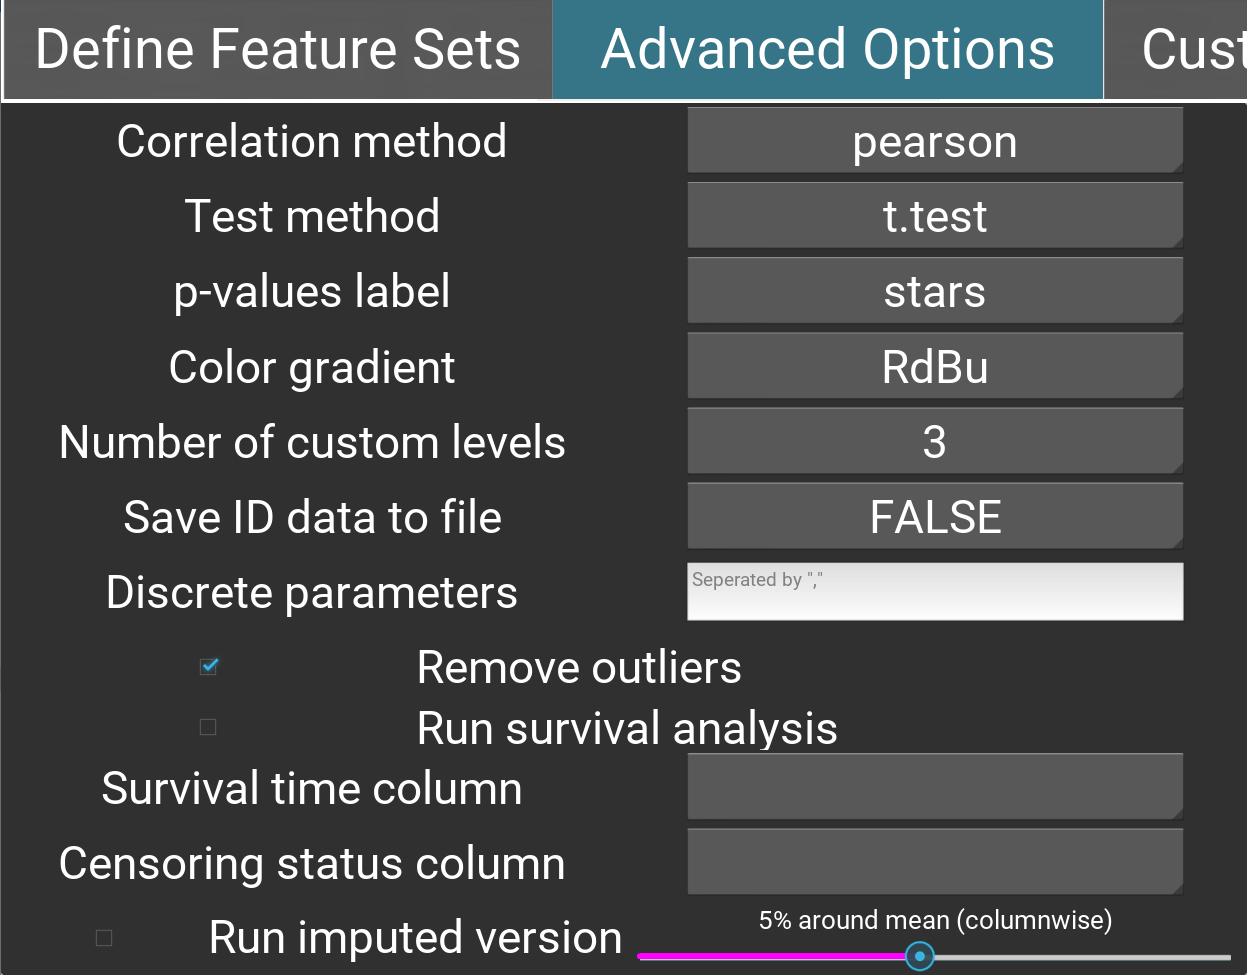 Define Feature Sets Advanced Options Cust
Correlation method pearson
Test method t.test
p-values label stars
Color gradient RdBu
Number of custom levels 3
Save ID data to file FALSE
Discrete parameters Seperated by ","
Remove outliers
Run survival analysis
Survival time column
Censoring status column
Run imputed version 5% around mean (columnwise)